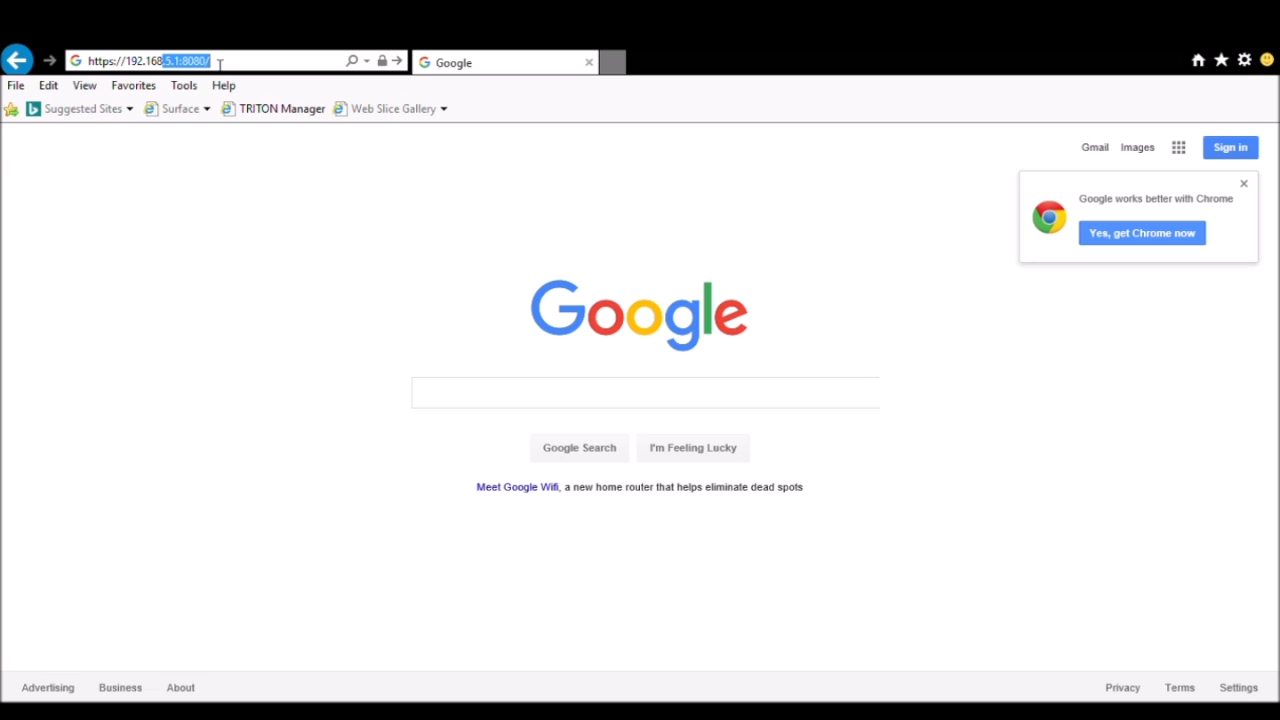 https://192.168.5.1:8080/
Google
File Edit View Favorites Tools Help
Suggested Sites Surface TRITON Manager Web Slice Gallery
Gmail Images Sign in
Google works better with Chrome
Yes, get Chrome now
Google
Google Search I'm Feeling Lucky
Meet Google Wifi, a new home router that helps eliminate dead spots
Advertising Business About Privacy Terms Settings